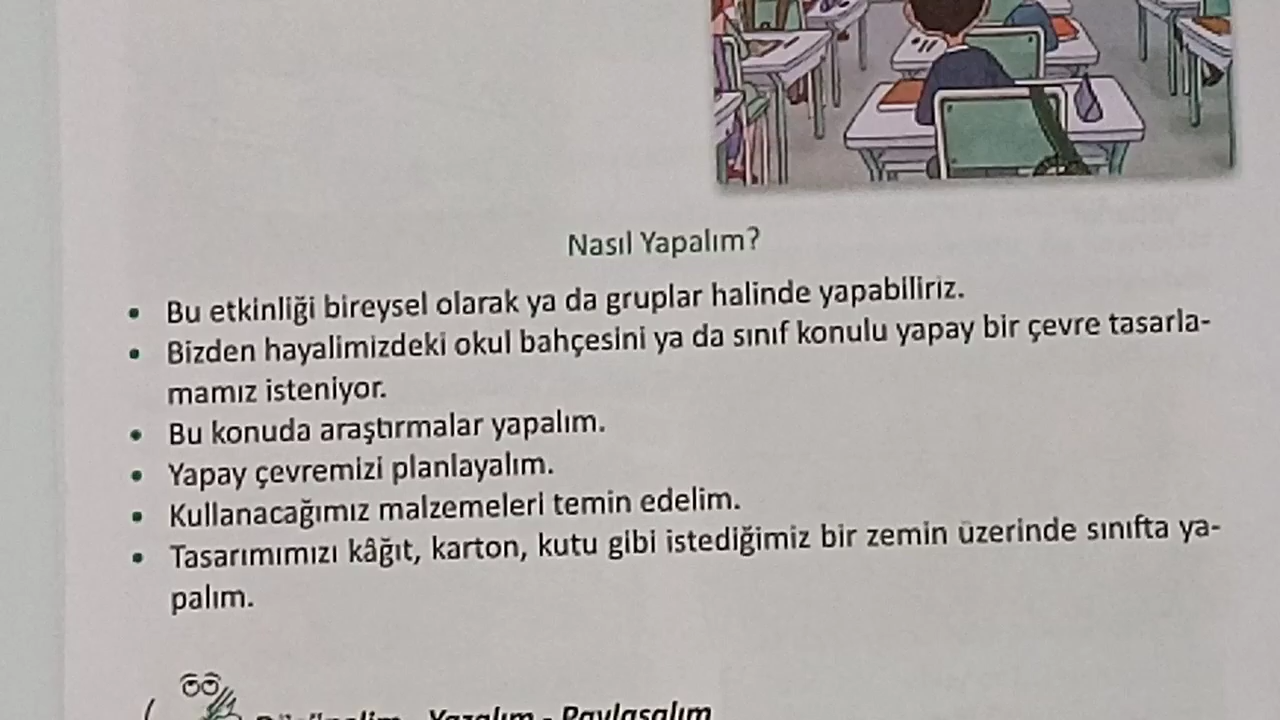 Nasıl Yapalım?
• Bu etkinliği bireysel olarak ya da gruplar halinde yapabiliriz.
• Bizden hayalimizdeki okul bahçesini ya da sınıf konulu yapay bir çevre tasarla-
mamız isteniyor.
• Bu konuda araştırmalar yapalım.
• Yapay çevremizi planlayalım.
• Kullanacağımız malzemeleri temin edelim.
• Tasarımımızı kâğıt, karton, kutu gibi istediğimiz bir zemin üzerinde sınıfta ya-
palım.
Düşünelim - Yazalım - Paylaşalım